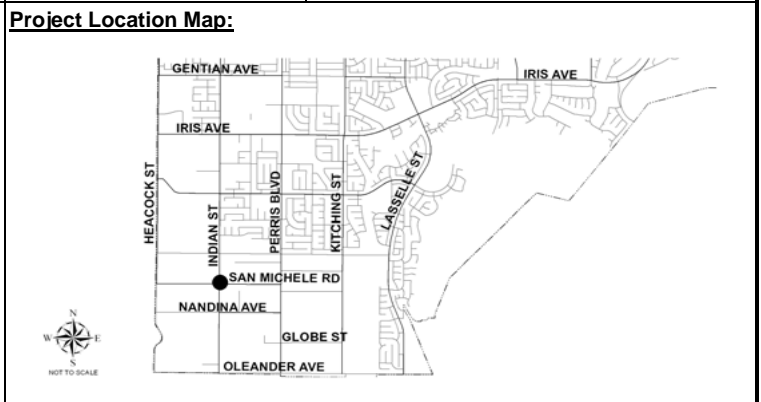 Project Location Map:
GENTIAN AVE
IRIS AVE
IRIS AVE
HEACOCK ST
INDIAN ST
PERRIS BLVD
KITCHING ST
LASSELLE ST
SAN MICHELE RD
NANDINA AVE
GLOBE ST
OLEANDER AVE
N
W E
S
NOT TO SCALE